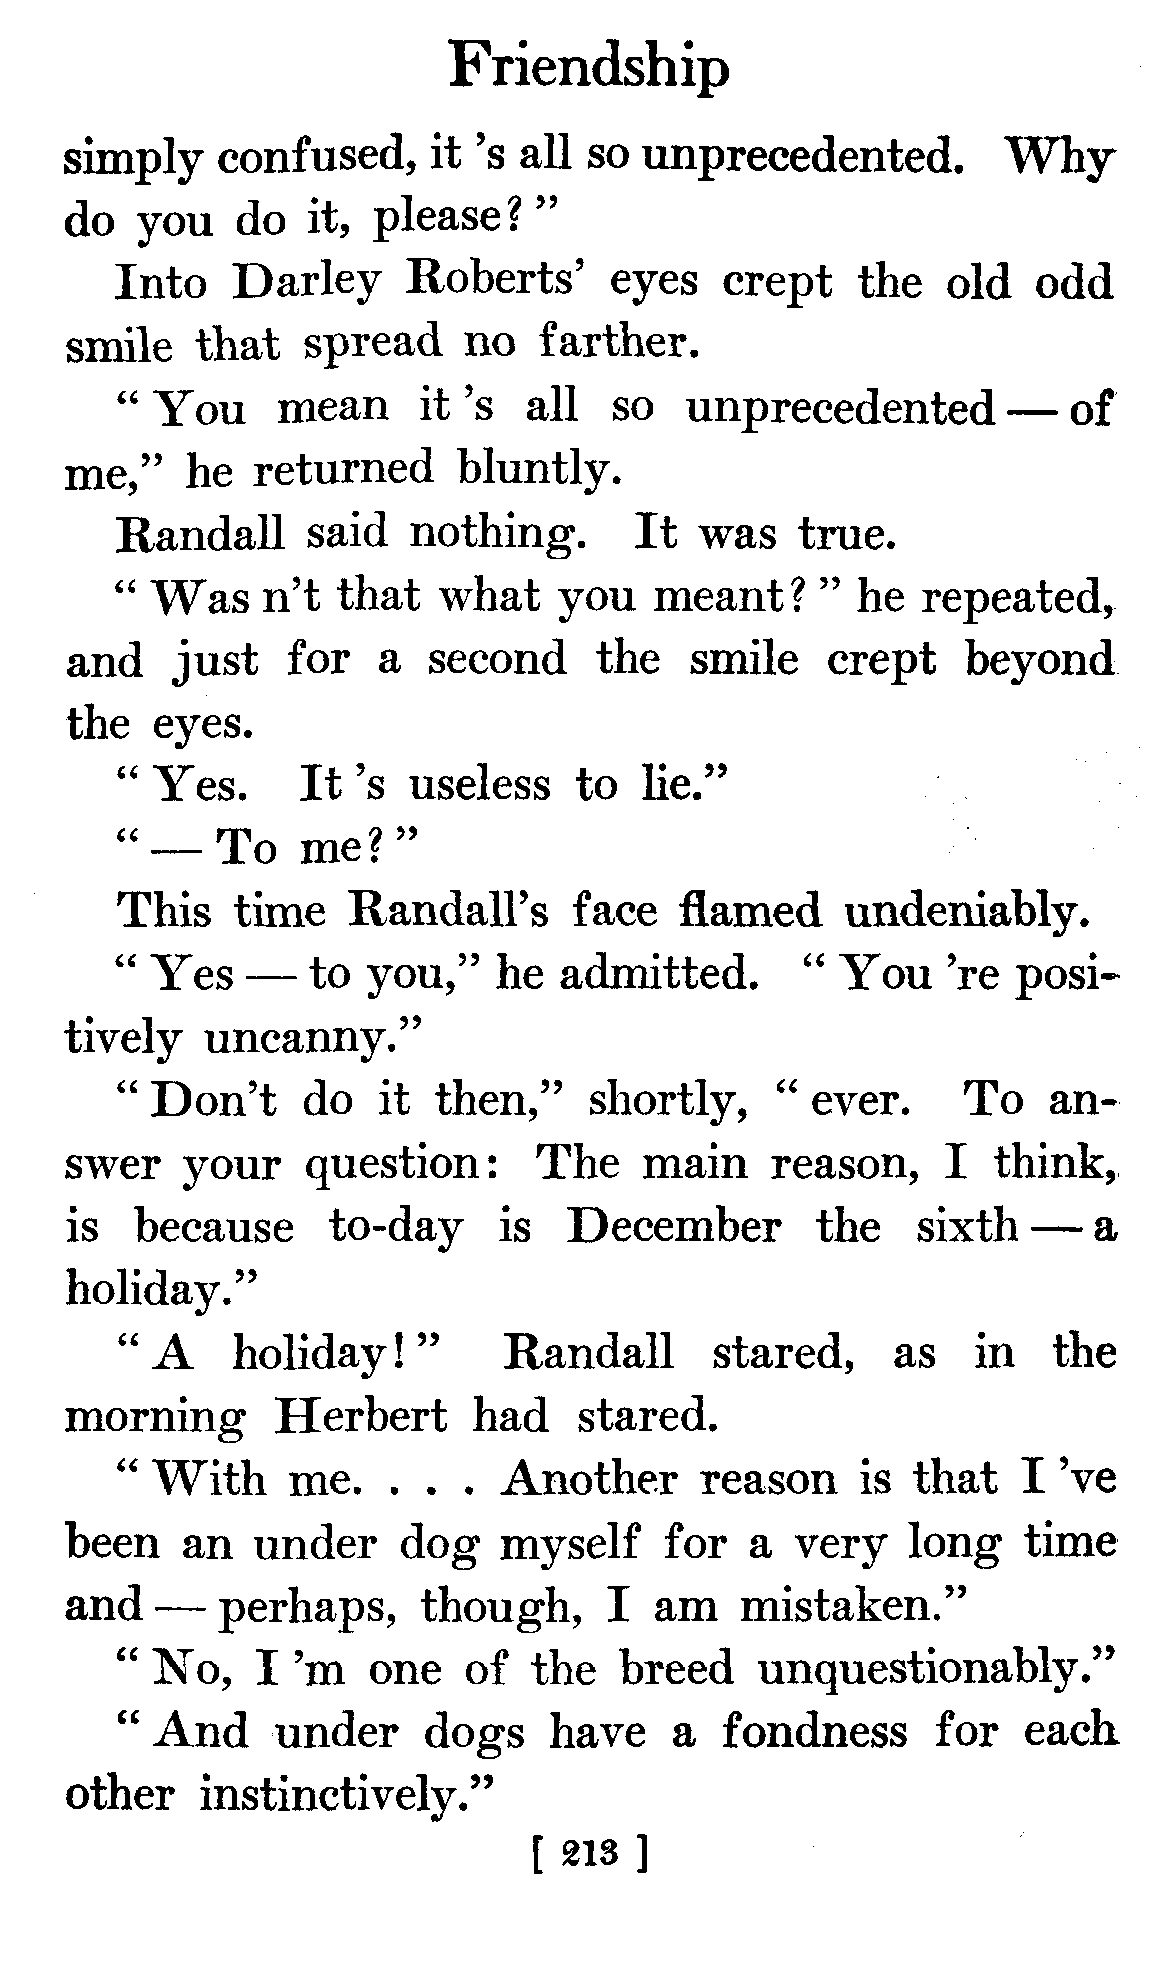 Friendship
simply confused, it 's all so unprecedented. Why
do you do it, please? ”
Into Darley Roberts’ eyes crept the old odd
smile that spread no farther.
“ You mean it 's all so unprecedented — of
me,” he returned bluntly.
Randall said nothing. It was true.
“ Was n’t that what you meant? ” he repeated,
and just for a second the smile crept beyond
the eyes.
“ Yes. It 's useless to lie.”
“ — To me? ”
This time Randall’s face flamed undeniably.
“ Yes — to you,” he admitted. “ You 're posi-
tively uncanny.”
“ Don’t do it then,” shortly, “ ever. To an-
swer your question: The main reason, I think,
is because to-day is December the sixth — a
holiday.”
“ A holiday! ” Randall stared, as in the
morning Herbert had stared.
“ With me. . . . Another reason is that I 've
been an under dog myself for a very long time
and — perhaps, though, I am mistaken.”
“ No, I 'm one of the breed unquestionably.”
“ And under dogs have a fondness for each
other instinctively.”
[ 213 ]